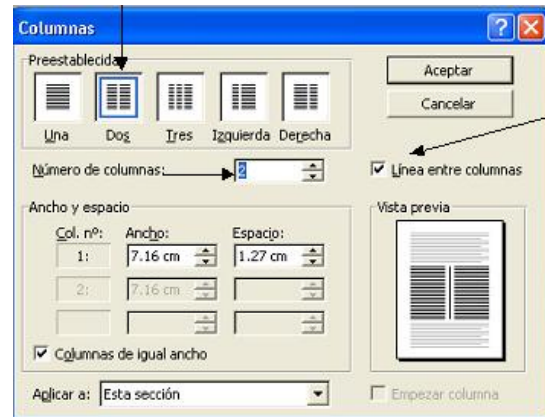 Columnas
Preestablecidas
Una Dos Tres Izquierda Derecha
Aceptar
Cancelar
Número de columnas: 2
Línea entre columnas
Ancho y espacio
Col. nº: Ancho: Espacio:
1: 7.16 cm 1.27 cm
2: 7.16 cm
Columnas de igual ancho
Vista previa
Aplicar a: Esta sección
Empezar columna